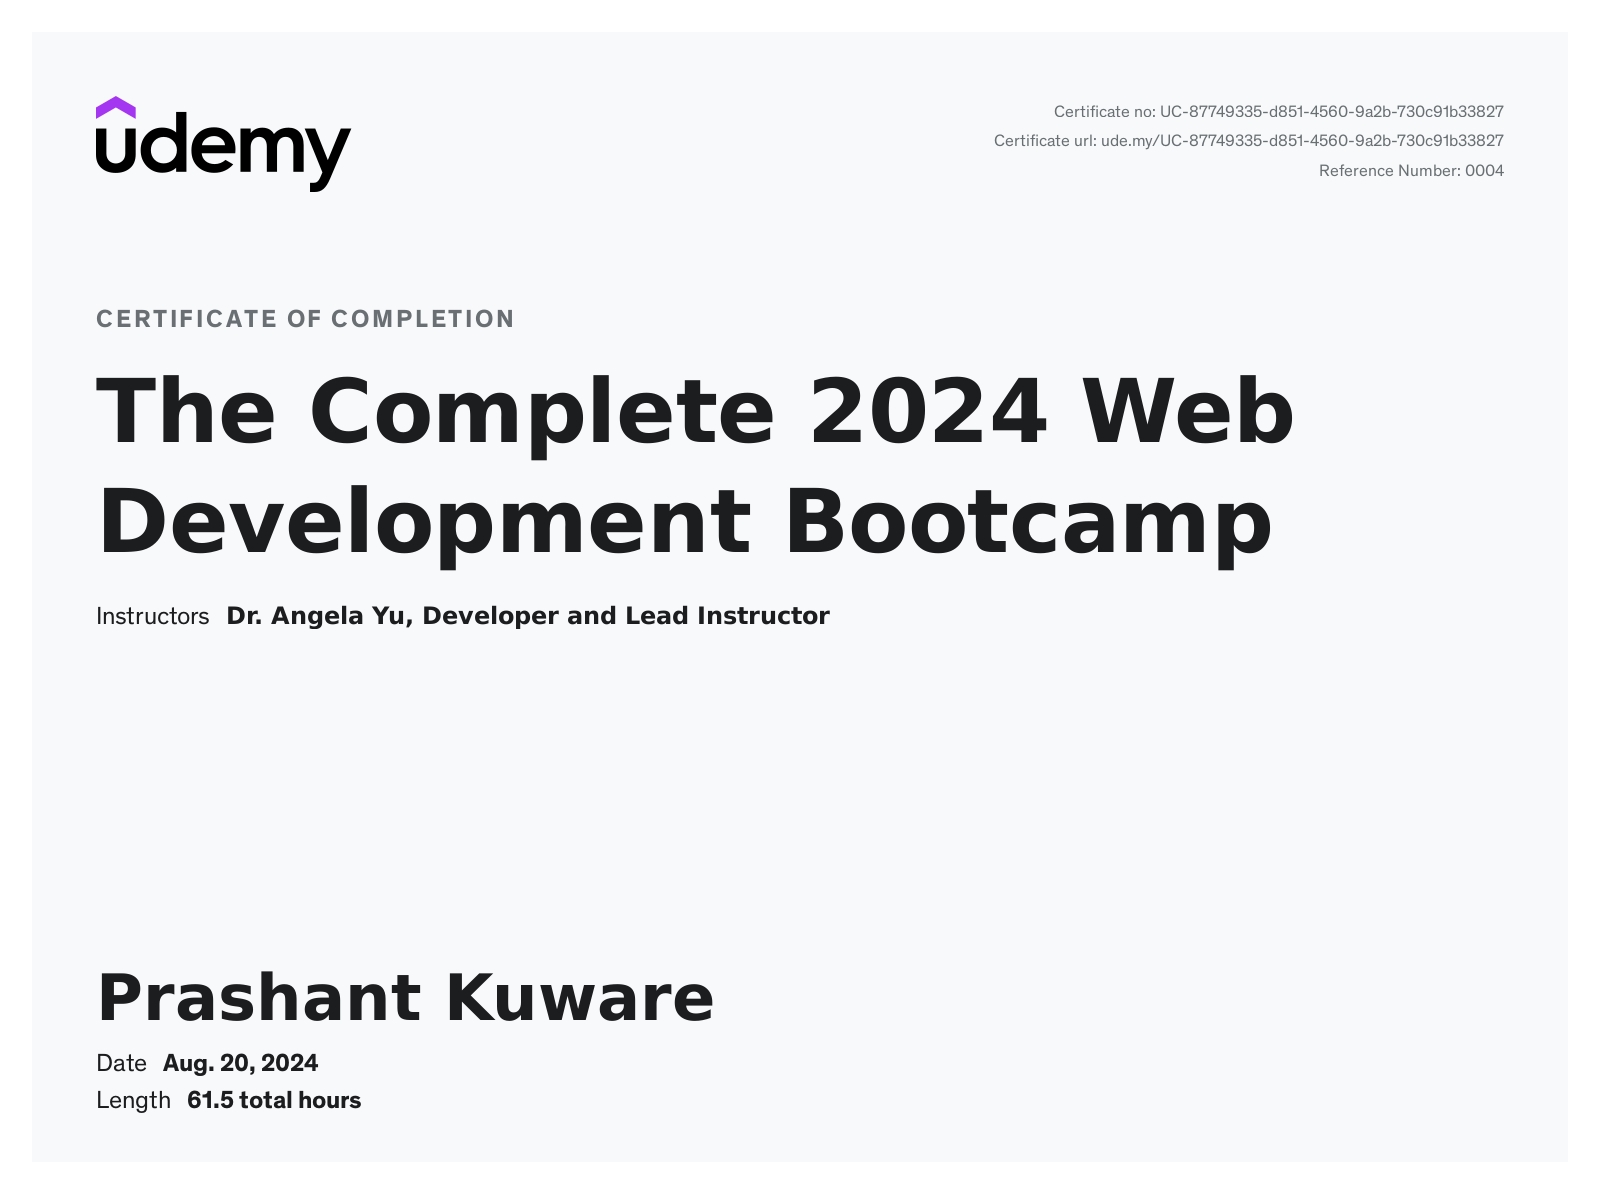 udemy
Certificate no: UC-87749335-d851-4560-9a2b-730c91b33827
Certificate url: ude.my/UC-87749335-d851-4560-9a2b-730c91b33827
Reference Number: 0004
CERTIFICATE OF COMPLETION
The Complete 2024 Web
Development Bootcamp
Instructors Dr. Angela Yu, Developer and Lead Instructor
Prashant Kuware
Date Aug. 20, 2024
Length 61.5 total hours